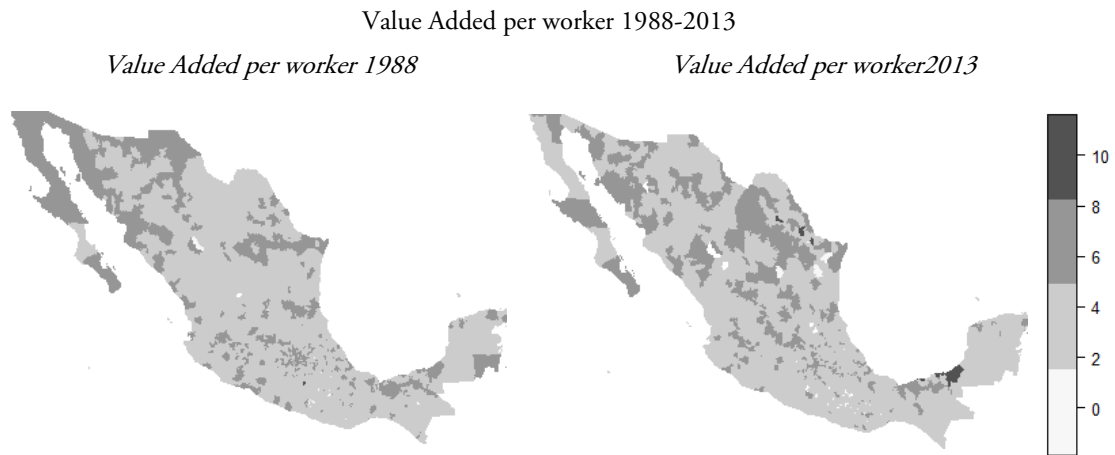 Value Added per worker 1988-2013
Value Added per worker 1988
Value Added per worker2013
10
8
6
4
2
0